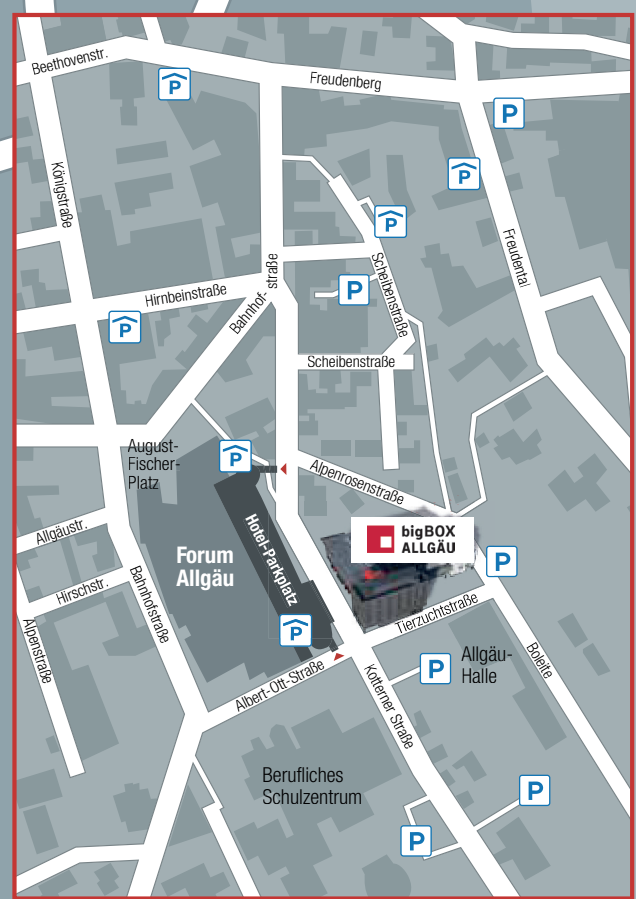 Beethovenstr.
Freudenberg
P
P
P
Königstraße
P
Freudental
Bahnhof-
straße
Scheibenstraße
P
Hirnbeinstraße
P
Scheibenstraße
August-
Fischer-
Platz
P
Alpenrosenstraße
bigBOX
ALLGÄU
Hotel-Parkplatz
Forum
Allgäu
Allgäustr.
Hirschstr.
Alpenstraße
Bahnhofstraße
P
Tierzuchtstraße
P
Albert-Ott-Straße
Kotterner Straße
P
Allgäu-
Halle
Boleite
Berufliches
Schulzentrum
P
P